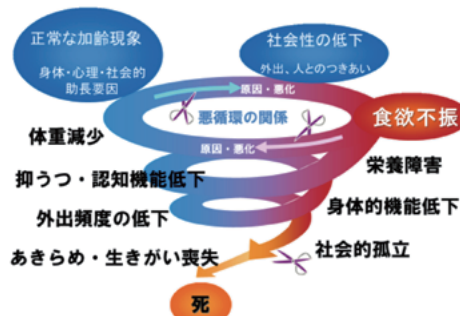 正常な加齢現象
身体・心理・社会的
助長要因
社会性の低下
外出、人とのつきあい
原因・悪化
悪循環の関係
食欲不振
原因・悪化
体重減少
栄養障害
抑うつ・認知機能低下
身体的機能低下
外出頻度の低下
社会的孤立
あきらめ・生きがい喪失
死